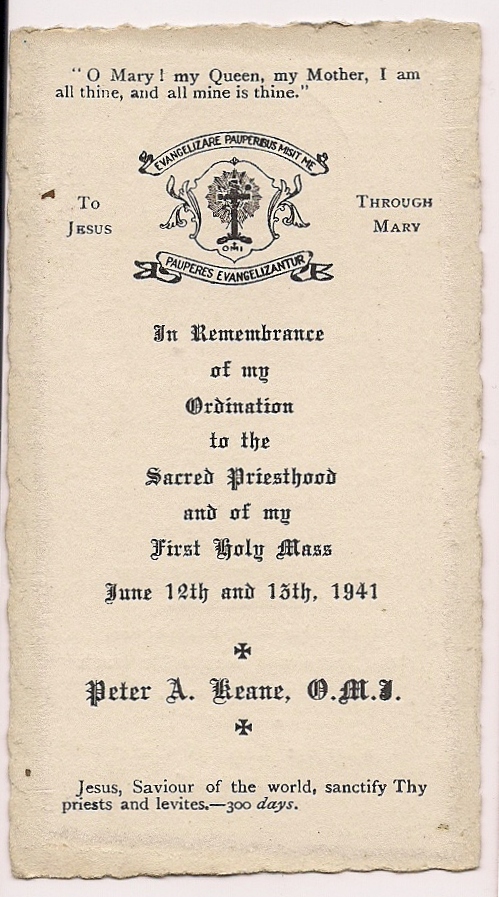 "O Mary! my Queen, my Mother, I am
all thine, and all mine is thine."
EVANGELIZARE PAUPERIBUS MISIT ME
To
Jesus
Through
Mary
OMI
PAUPERES EVANGELIZANTUR
In Remembrance
of my
Ordination
to the
Sacred Priesthood
and of my
First Holy Mass
June 12th and 15th, 1941
✠
Peter A. Keane, O.M.I.
✠
Jesus, Saviour of the world, sanctify Thy
priests and levites.—300 days.